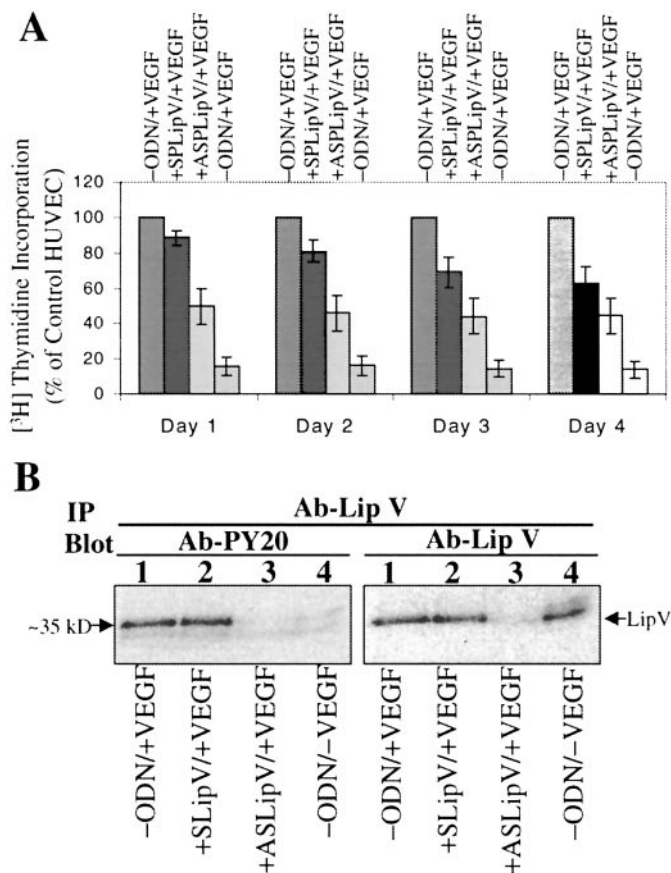 A
−ODN/+VEGF
+SPLipV/+VEGF
+ASPLipV/+VEGF
−ODN/+VEGF
−ODN/+VEGF
+SPLipV/+VEGF
+ASPLipV/+VEGF
−ODN/+VEGF
−ODN/+VEGF
+SPLipV/+VEGF
+ASPLipV/+VEGF
−ODN/+VEGF
−ODN/+VEGF
+SPLipV/+VEGF
+ASPLipV/+VEGF
−ODN/+VEGF
[³H] Thymidine Incorporation
(% of Control HUVEC)
120
100
80
60
40
20
0
Day 1 Day 2 Day 3 Day 4
B
IP Ab-Lip V
Blot Ab-PY20 Ab-Lip V
1 2 3 4 1 2 3 4
~35 kD LipV
−ODN/+VEGF
+SLipV/+VEGF
+ASLipV/+VEGF
−ODN/−VEGF
−ODN/+VEGF
+SLipV/+VEGF
+ASLipV/+VEGF
−ODN/−VEGF